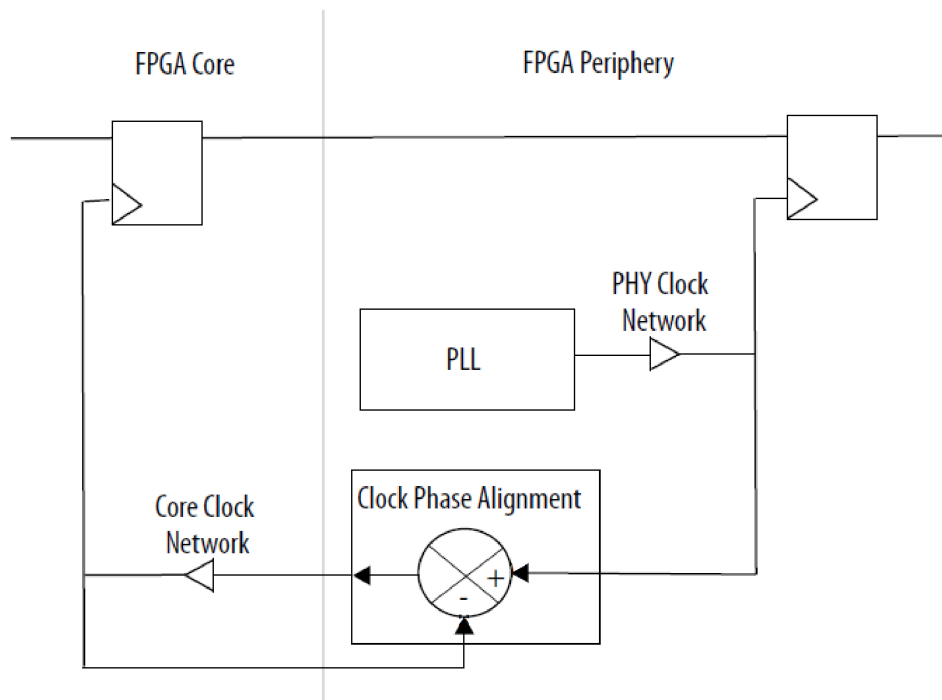 FPGA Core
FPGA Periphery
PHY Clock
Network
PLL
Clock Phase Alignment
Core Clock
Network
+
-